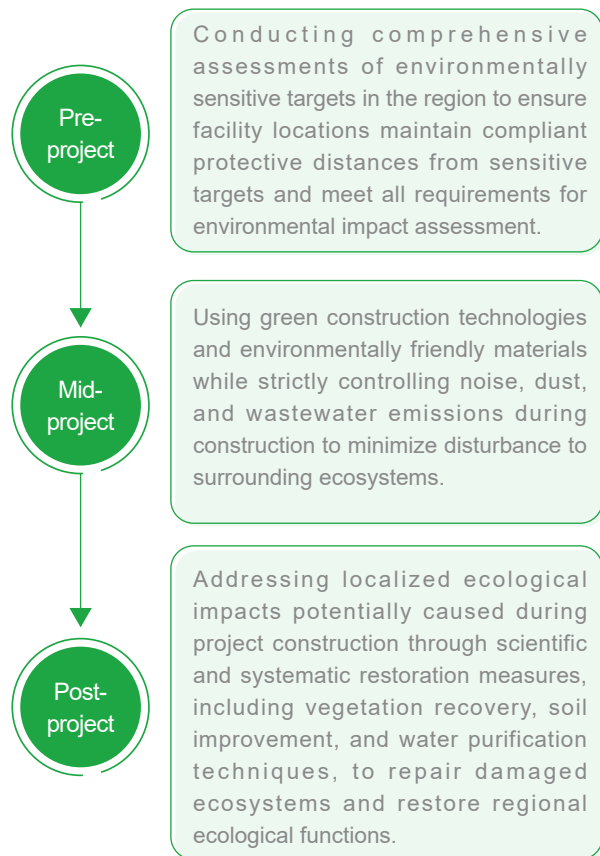 Pre-
project
Conducting comprehensive
assessments of environmentally
sensitive targets in the region to ensure
facility locations maintain compliant
protective distances from sensitive
targets and meet all requirements for
environmental impact assessment.
Mid-
project
Using green construction technologies
and environmentally friendly materials
while strictly controlling noise, dust,
and wastewater emissions during
construction to minimize disturbance to
surrounding ecosystems.
Post-
project
Addressing localized ecological
impacts potentially caused during
project construction through scientific
and systematic restoration measures,
including vegetation recovery, soil
improvement, and water purification
techniques, to repair damaged
ecosystems and restore regional
ecological functions.